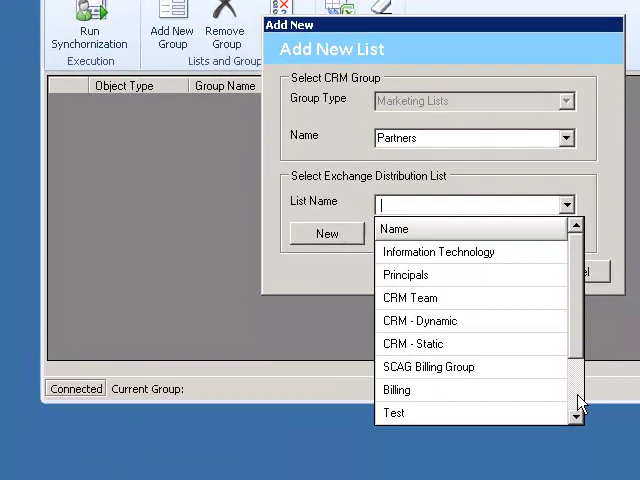 Add New
Run
Synchornization
Add New
Group
Remove
Group
Execution
Lists and Group
Object Type
Group Name
Add New List
Select CRM Group
Group Type
Marketing Lists
Name
Partners
Select Exchange Distribution List
List Name
New
Name
Information Technology
Principals
CRM Team
CRM - Dynamic
CRM - Static
SCAG Billing Group
Billing
Test
Connected
Current Group: